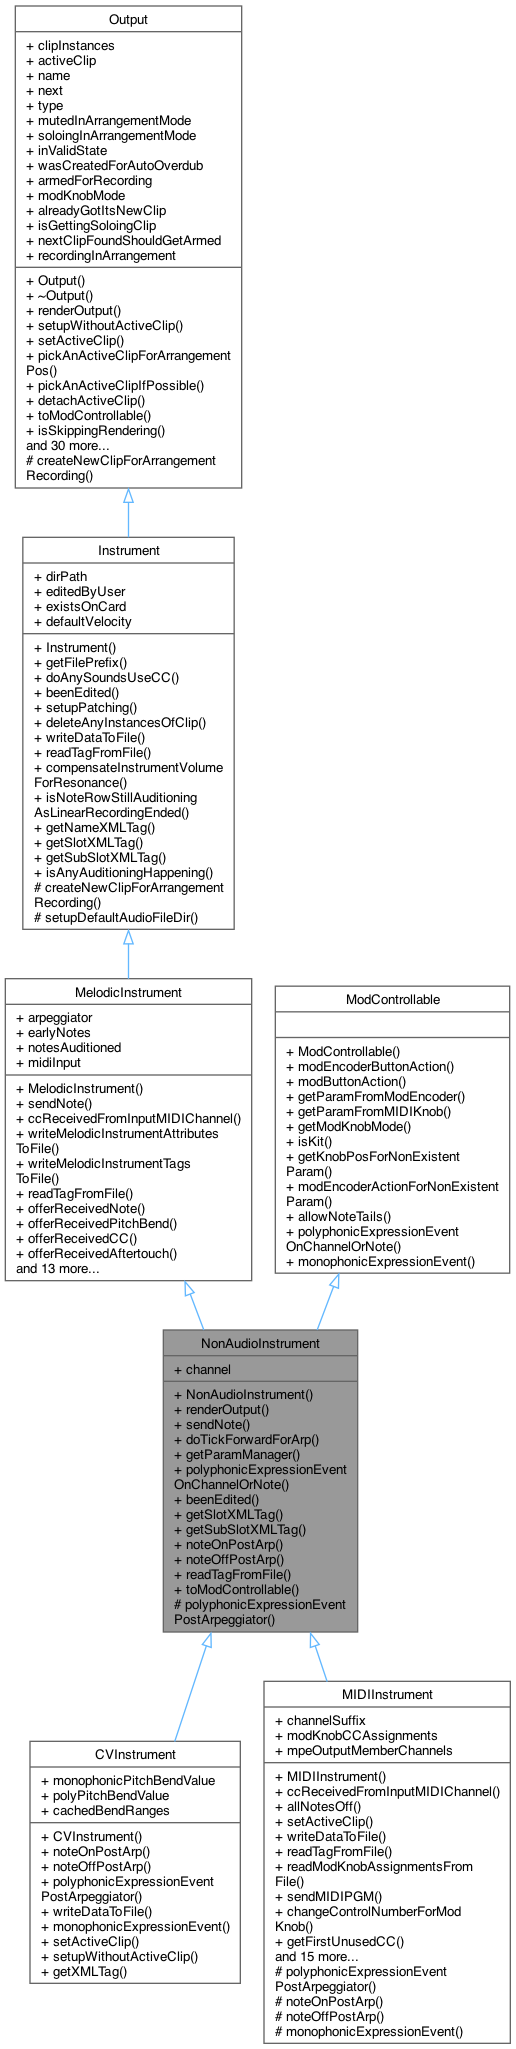 Output
+ clipInstances
+ activeClip
+ name
+ next
+ type
+ mutedInArrangementMode
+ soloingInArrangementMode
+ inValidState
+ wasCreatedForAutoOverdub
+ armedForRecording
+ modKnobMode
+ alreadyGotItsNewClip
+ isGettingSoloingClip
+ nextClipFoundShouldGetArmed
+ recordingInArrangement
+ Output()
+ ~Output()
+ renderOutput()
+ setupWithoutActiveClip()
+ setActiveClip()
+ pickAnActiveClipForArrangement
Pos()
+ pickAnActiveClipIfPossible()
+ detachActiveClip()
+ toModControllable()
+ isSkippingRendering()
and 30 more...
# createNewClipForArrangement
Recording()
Instrument
+ dirPath
+ editedByUser
+ existsOnCard
+ defaultVelocity
+ Instrument()
+ getFilePrefix()
+ doAnySoundsUseCC()
+ beenEdited()
+ setupPatching()
+ deleteAnyInstancesOfClip()
+ writeDataToFile()
+ readTagFromFile()
+ compensateInstrumentVolume
ForResonance()
+ isNoteRowStillAuditioning
AsLinearRecordingEnded()
+ getNameXMLTag()
+ getSlotXMLTag()
+ getSubSlotXMLTag()
+ isAnyAuditioningHappening()
# createNewClipForArrangement
Recording()
# setupDefaultAudioFileDir()
MelodicInstrument
+ arpeggiator
+ earlyNotes
+ notesAuditioned
+ midiInput
+ MelodicInstrument()
+ sendNote()
+ ccReceivedFromInputMIDIChannel()
+ writeMelodicInstrumentAttributes
ToFile()
+ writeMelodicInstrumentTags
ToFile()
+ readTagFromFile()
+ offerReceivedNote()
+ offerReceivedPitchBend()
+ offerReceivedCC()
+ offerReceivedAftertouch()
and 13 more...
ModControllable
+ ModControllable()
+ modEncoderButtonAction()
+ modButtonAction()
+ getParamFromModEncoder()
+ getParamFromMIDIKnob()
+ getModKnobMode()
+ isKit()
+ getKnobPosForNonExistent
Param()
+ modEncoderActionForNonExistent
Param()
+ allowNoteTails()
+ polyphonicExpressionEvent
OnChannelOrNote()
+ monophonicExpressionEvent()
NonAudioInstrument
+ channel
+ NonAudioInstrument()
+ renderOutput()
+ sendNote()
+ doTickForwardForArp()
+ getParamManager()
+ polyphonicExpressionEvent
OnChannelOrNote()
+ beenEdited()
+ getSlotXMLTag()
+ getSubSlotXMLTag()
+ noteOnPostArp()
+ noteOffPostArp()
+ readTagFromFile()
+ toModControllable()
# polyphonicExpressionEvent
PostArpeggiator()
CVInstrument
+ monophonicPitchBendValue
+ polyPitchBendValue
+ cachedBendRanges
+ CVInstrument()
+ noteOnPostArp()
+ noteOffPostArp()
+ polyphonicExpressionEvent
PostArpeggiator()
+ writeDataToFile()
+ monophonicExpressionEvent()
+ setActiveClip()
+ setupWithoutActiveClip()
+ getXMLTag()
MIDIInstrument
+ channelSuffix
+ modKnobCCAssignments
+ mpeOutputMemberChannels
+ MIDIInstrument()
+ ccReceivedFromInputMIDIChannel()
+ allNotesOff()
+ setActiveClip()
+ writeDataToFile()
+ readTagFromFile()
+ readModKnobAssignmentsFrom
File()
+ sendMIDIPGM()
+ changeControlNumberForMod
Knob()
+ getFirstUnusedCC()
and 15 more...
# polyphonicExpressionEvent
PostArpeggiator()
# noteOnPostArp()
# noteOffPostArp()
# monophonicExpressionEvent()